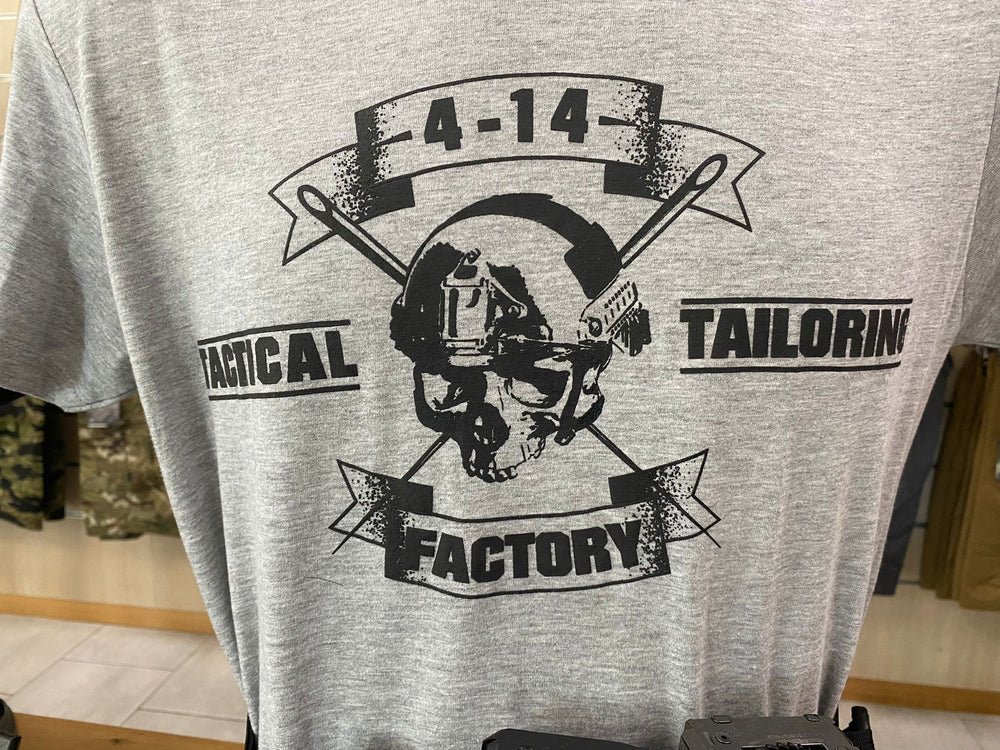 4-14
TACTICAL
TAILORING
FACTORY